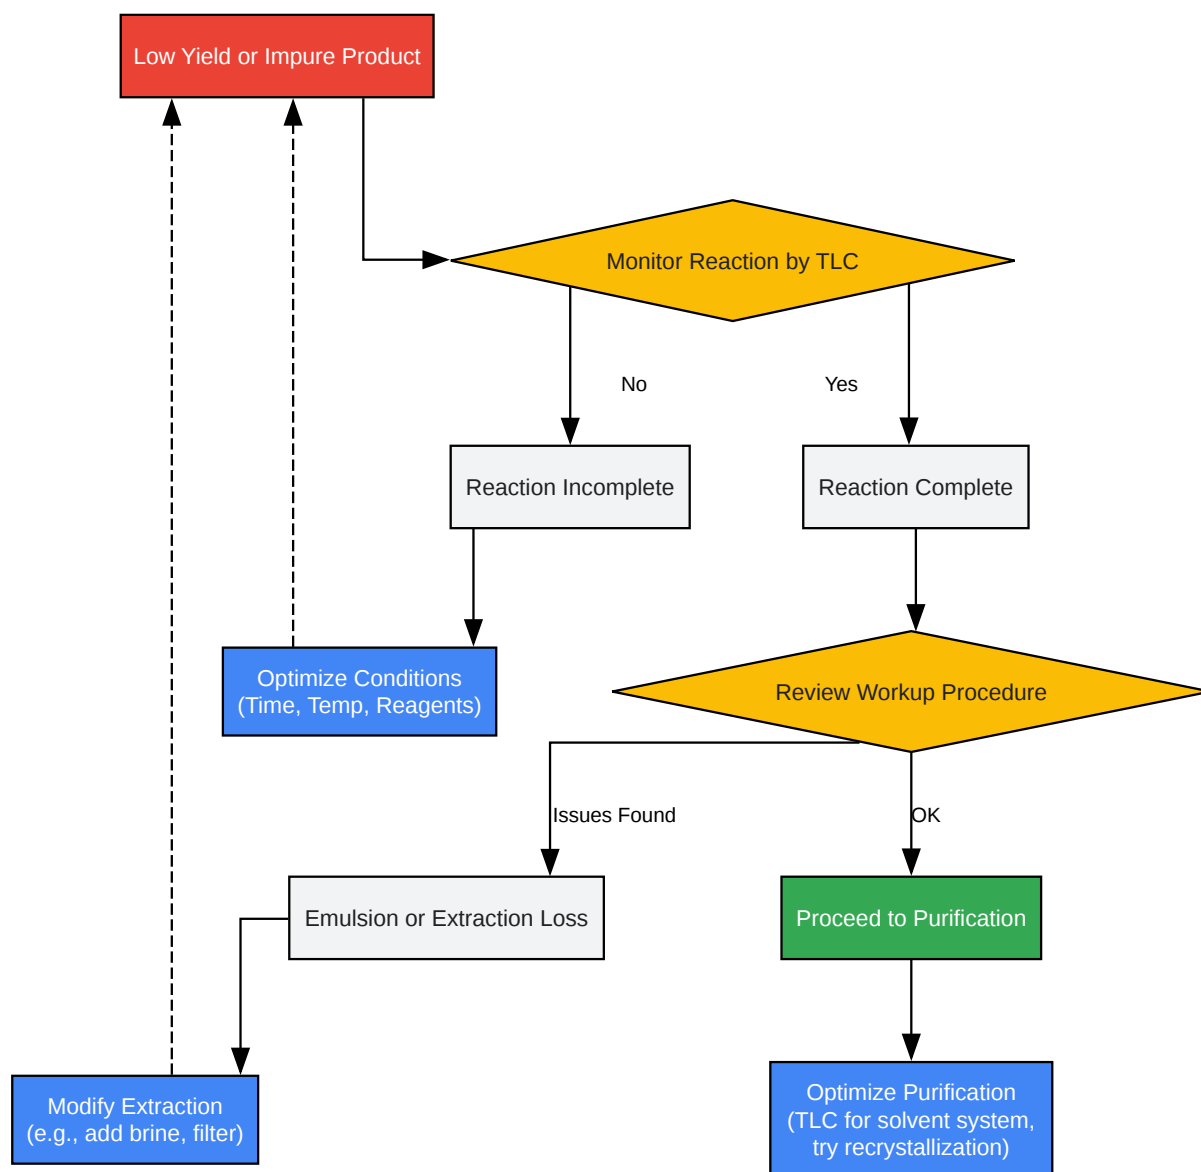 Low Yield or Impure Product
Monitor Reaction by TLC
No
Yes
Reaction Incomplete
Reaction Complete
Optimize Conditions
(Time, Temp, Reagents)
Review Workup Procedure
Issues Found
OK
Emulsion or Extraction Loss
Proceed to Purification
Modify Extraction
(e.g., add brine, filter)
Optimize Purification
(TLC for solvent system,
try recrystallization)